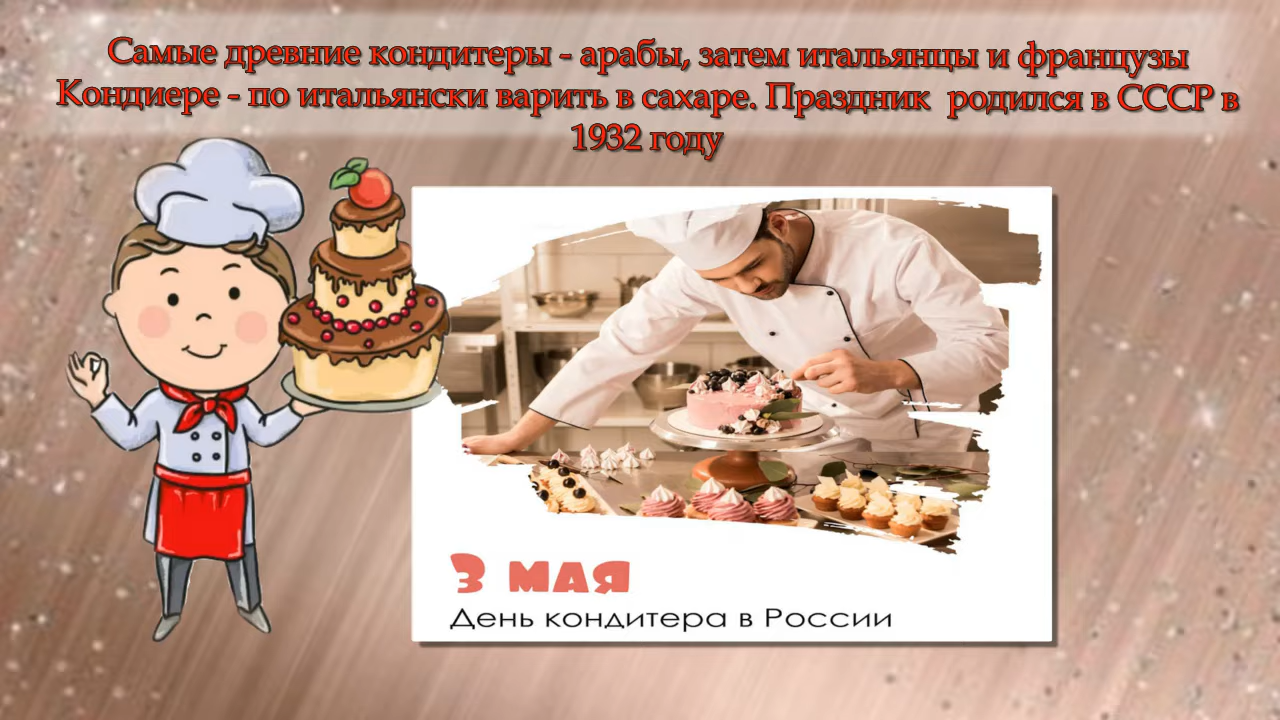 Самые древние кондитеры - арабы, затем итальянцы и французы
Кондиере - по итальянски варить в сахаре. Праздник  родился в СССР в
1932 году
3 МАЯ
День кондитера в России